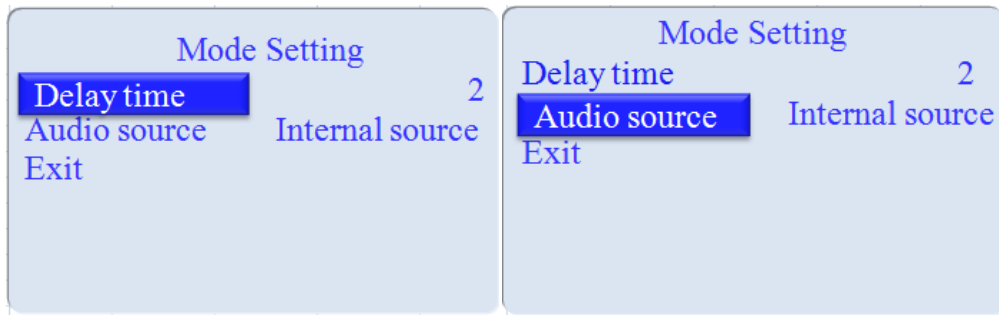 Mode Setting
Delay time 2
Audio source Internal source
Exit
Mode Setting
Delay time 2
Audio source Internal source
Exit